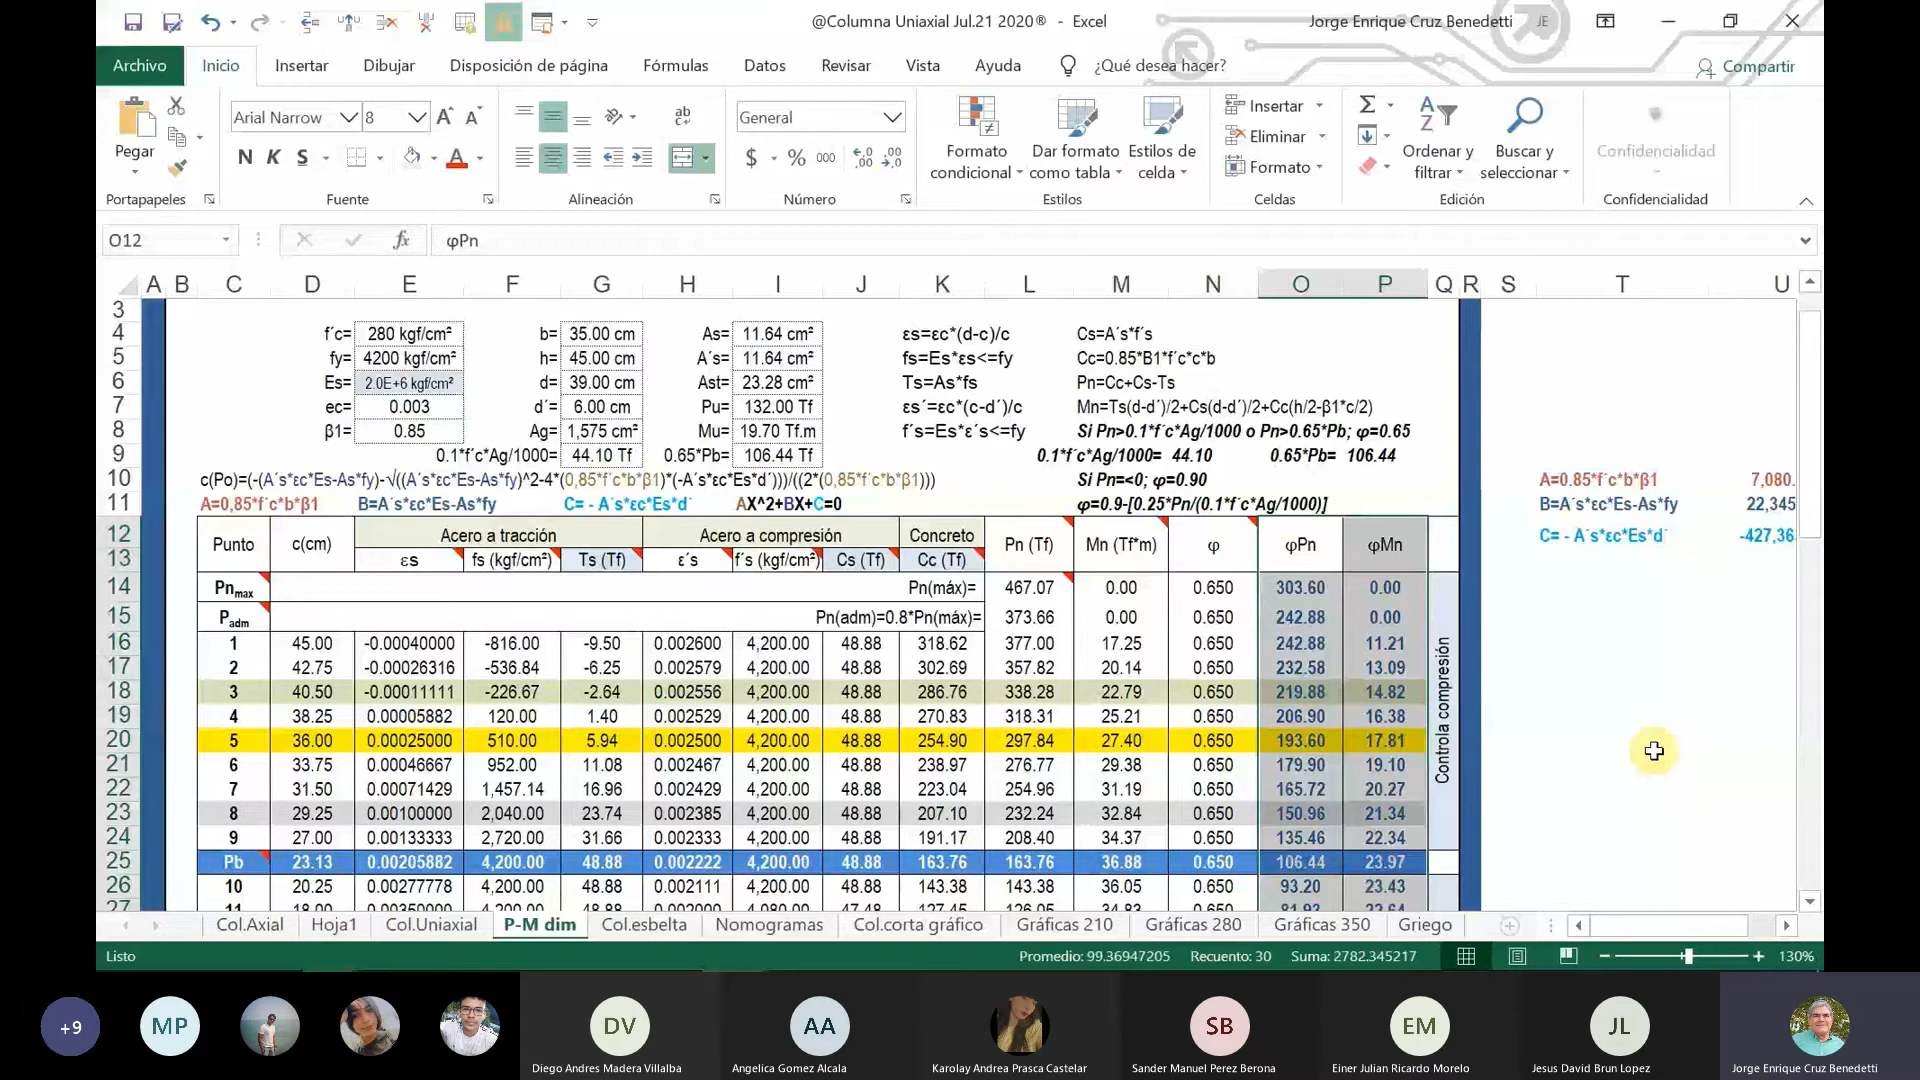 @Columna Uniaxial Jul.21 2020® - Excel
Jorge Enrique Cruz Benedetti JE
Archivo Inicio Insertar Dibujar Disposición de página Fórmulas Datos Revisar Vista Ayuda ¿Qué desea hacer? Compartir
Pegar
Arial Narrow 8
N K S
General
$ % 000
Formato condicional
Dar formato como tabla
Estilos de celda
Insertar
Eliminar
Formato
Ordenar y filtrar
Buscar y seleccionar
Confidencialidad
Portapapeles Fuente Alineación Número Estilos Celdas Edición Confidencialidad
O12 fx φPn
A B C D E F G H I J K L M N O P Q R S T U
3
4 f´c= 280 kgf/cm² b= 35.00 cm As= 11.64 cm² εs=εc*(d-c)/c Cs=A´s*f´s
5 fy= 4200 kgf/cm² h= 45.00 cm A´s= 11.64 cm² fs=Es*εs<=fy Cc=0.85*B1*f´c*c*b
6 Es= 2.0E+6 kgf/cm² d= 39.00 cm Ast= 23.28 cm² Ts=As*fs Pn=Cc+Cs-Ts
7 ec= 0.003 d´= 6.00 cm Pu= 132.00 Tf εs´=εc*(c-d´)/c Mn=Ts(d-d´)/2+Cs(d-d´)/2+Cc(h/2-β1*c/2)
8 β1= 0.85 Ag= 1,575 cm² Mu= 19.70 Tf.m f´s=Es*ε´s<=fy Si Pn>0.1*f´c*Ag/1000 o Pn>0.65*Pb; φ=0.65
9 0.1*f´c*Ag/1000= 44.10 Tf 0.65*Pb= 106.44 Tf 0.1*f´c*Ag/1000= 44.10 0.65*Pb= 106.44
10 c(Po)=(-(A´s*εc*Es-As*fy)-√((A´s*εc*Es-As*fy)^2-4*(0,85*f´c*b*β1)*(-A´s*εc*Es*d´)))/((2*(0,85*f´c*b*β1))) Si Pn=<0; φ=0.90 A=0.85*f´c*b*β1 7,080.
11 A=0,85*f´c*b*β1 B=A´s*εc*Es-As*fy C= - A´s*εc*Es*d´ AX^2+BX+C=0 φ=0.9-[0.25*Pn/(0.1*f´c*Ag/1000)] B=A´s*εc*Es-As*fy 22,345
12 Punto c(cm) Acero a tracción Acero a compresión Concreto Pn (Tf) Mn (Tf*m) φ φPn φMn C= - A´s*εc*Es*d´ -427,36
13 εs fs (kgf/cm²) Ts (Tf) ε´s f´s (kgf/cm²) Cs (Tf) Cc (Tf)
14 Pnmax Pn(máx)= 467.07 0.00 0.650 303.60 0.00
15 Padm Pn(adm)=0.8*Pn(máx)= 373.66 0.00 0.650 242.88 0.00
16 1 45.00 -0.00040000 -816.00 -9.50 0.002600 4,200.00 48.88 318.62 377.00 17.25 0.650 242.88 11.21
17 2 42.75 -0.00026316 -536.84 -6.25 0.002579 4,200.00 48.88 302.69 357.82 20.14 0.650 232.58 13.09
18 3 40.50 -0.00011111 -226.67 -2.64 0.002556 4,200.00 48.88 286.76 338.28 22.79 0.650 219.88 14.82
19 4 38.25 0.00005882 120.00 1.40 0.002529 4,200.00 48.88 270.83 318.31 25.21 0.650 206.90 16.38
20 5 36.00 0.00025000 510.00 5.94 0.002500 4,200.00 48.88 254.90 297.84 27.40 0.650 193.60 17.81
21 6 33.75 0.00046667 952.00 11.08 0.002467 4,200.00 48.88 238.97 276.77 29.38 0.650 179.90 19.10
22 7 31.50 0.00071429 1,457.14 16.96 0.002429 4,200.00 48.88 223.04 254.96 31.19 0.650 165.72 20.27
23 8 29.25 0.00100000 2,040.00 23.74 0.002385 4,200.00 48.88 207.10 232.24 32.84 0.650 150.96 21.34
24 9 27.00 0.00133333 2,720.00 31.66 0.002333 4,200.00 48.88 191.17 208.40 34.37 0.650 135.46 22.34
25 Pb 23.13 0.00205882 4,200.00 48.88 0.002222 4,200.00 48.88 163.76 163.76 36.88 0.650 106.44 23.97
26 10 20.25 0.00277778 4,200.00 48.88 0.002111 4,200.00 48.88 143.38 143.38 36.05 0.650 93.20 23.43
27
Controla compresión
Col.Axial Hoja1 Col.Uniaxial P-M dim Col.esbelta Nomogramas Col.corta gráfico Gráficas 210 Gráficas 280 Gráficas 350 Griego
Listo Promedio: 99.36947205 Recuento: 30 Suma: 2782.345217 130%
+9 MP DV AA SB EM JL
Diego Andres Madera Villalba Angelica Gomez Alcala Karolay Andrea Prasca Castelar Sander Manuel Perez Berona Einer Julian Ricardo Morelo Jesus David Brun Lopez Jorge Enrique Cruz Benedetti